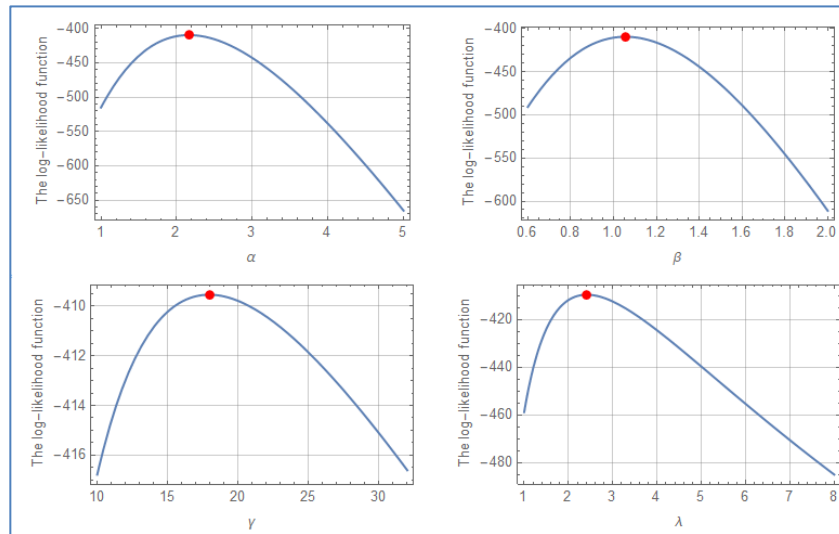 The log-likelihood function
-400
-450
-500
-550
-600
-650
1 2 3 4 5
α
The log-likelihood function
-400
-450
-500
-550
-600
0.6 0.8 1.0 1.2 1.4 1.6 1.8 2.0
β
The log-likelihood function
-410
-412
-414
-416
10 15 20 25 30
γ
The log-likelihood function
-420
-440
-460
-480
1 2 3 4 5 6 7 8
λ